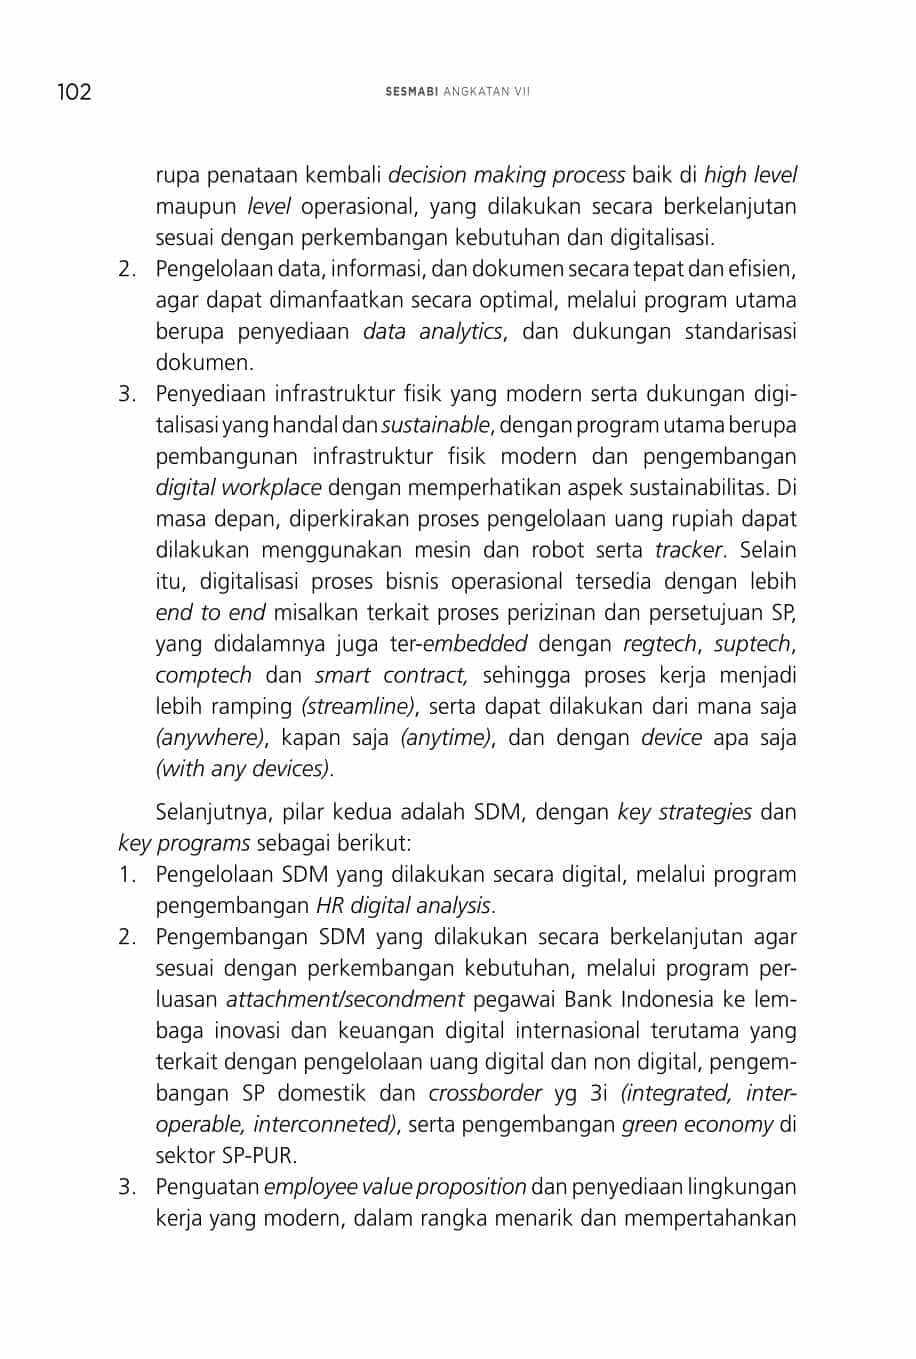 102
SESMABI ANGKATAN VII
rupa penataan kembali decision making process baik di high level
maupun level operasional, yang dilakukan secara berkelanjutan
sesuai dengan perkembangan kebutuhan dan digitalisasi.
2. Pengelolaan data, informasi, dan dokumen secara tepat dan efisien,
agar dapat dimanfaatkan secara optimal, melalui program utama
berupa penyediaan data analytics, dan dukungan standarisasi
dokumen.
3. Penyediaan infrastruktur fisik yang modern serta dukungan digi-
talisasi yang handal dan sustainable, dengan program utama berupa
pembangunan infrastruktur fisik modern dan pengembangan
digital workplace dengan memperhatikan aspek sustainabilitas. Di
masa depan, diperkirakan proses pengelolaan uang rupiah dapat
dilakukan menggunakan mesin dan robot serta tracker. Selain
itu, digitalisasi proses bisnis operasional tersedia dengan lebih
end to end misalkan terkait proses perizinan dan persetujuan SP,
yang didalamnya juga ter-embedded dengan regtech, suptech,
comptech dan smart contract, sehingga proses kerja menjadi
lebih ramping (streamline), serta dapat dilakukan dari mana saja
(anywhere), kapan saja (anytime), dan dengan device apa saja
(with any devices).
Selanjutnya, pilar kedua adalah SDM, dengan key strategies dan
key programs sebagai berikut:
1. Pengelolaan SDM yang dilakukan secara digital, melalui program
pengembangan HR digital analysis.
2. Pengembangan SDM yang dilakukan secara berkelanjutan agar
sesuai dengan perkembangan kebutuhan, melalui program per-
luasan attachment/secondment pegawai Bank Indonesia ke lem-
baga inovasi dan keuangan digital internasional terutama yang
terkait dengan pengelolaan uang digital dan non digital, pengem-
bangan SP domestik dan crossborder yg 3i (integrated, inter-
operable, interconneted), serta pengembangan green economy di
sektor SP-PUR.
3. Penguatan employee value proposition dan penyediaan lingkungan
kerja yang modern, dalam rangka menarik dan mempertahankan